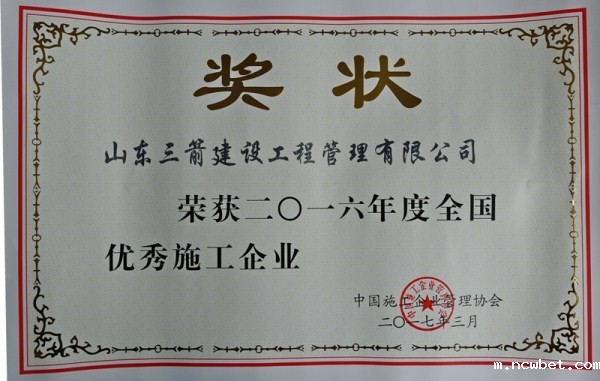 奖状
山东三箭建设工程管理有限公司
荣获二〇一六年度全国
优秀施工企业
中国施工企业管理协会
二〇一七年三月
m.ncwbet.com